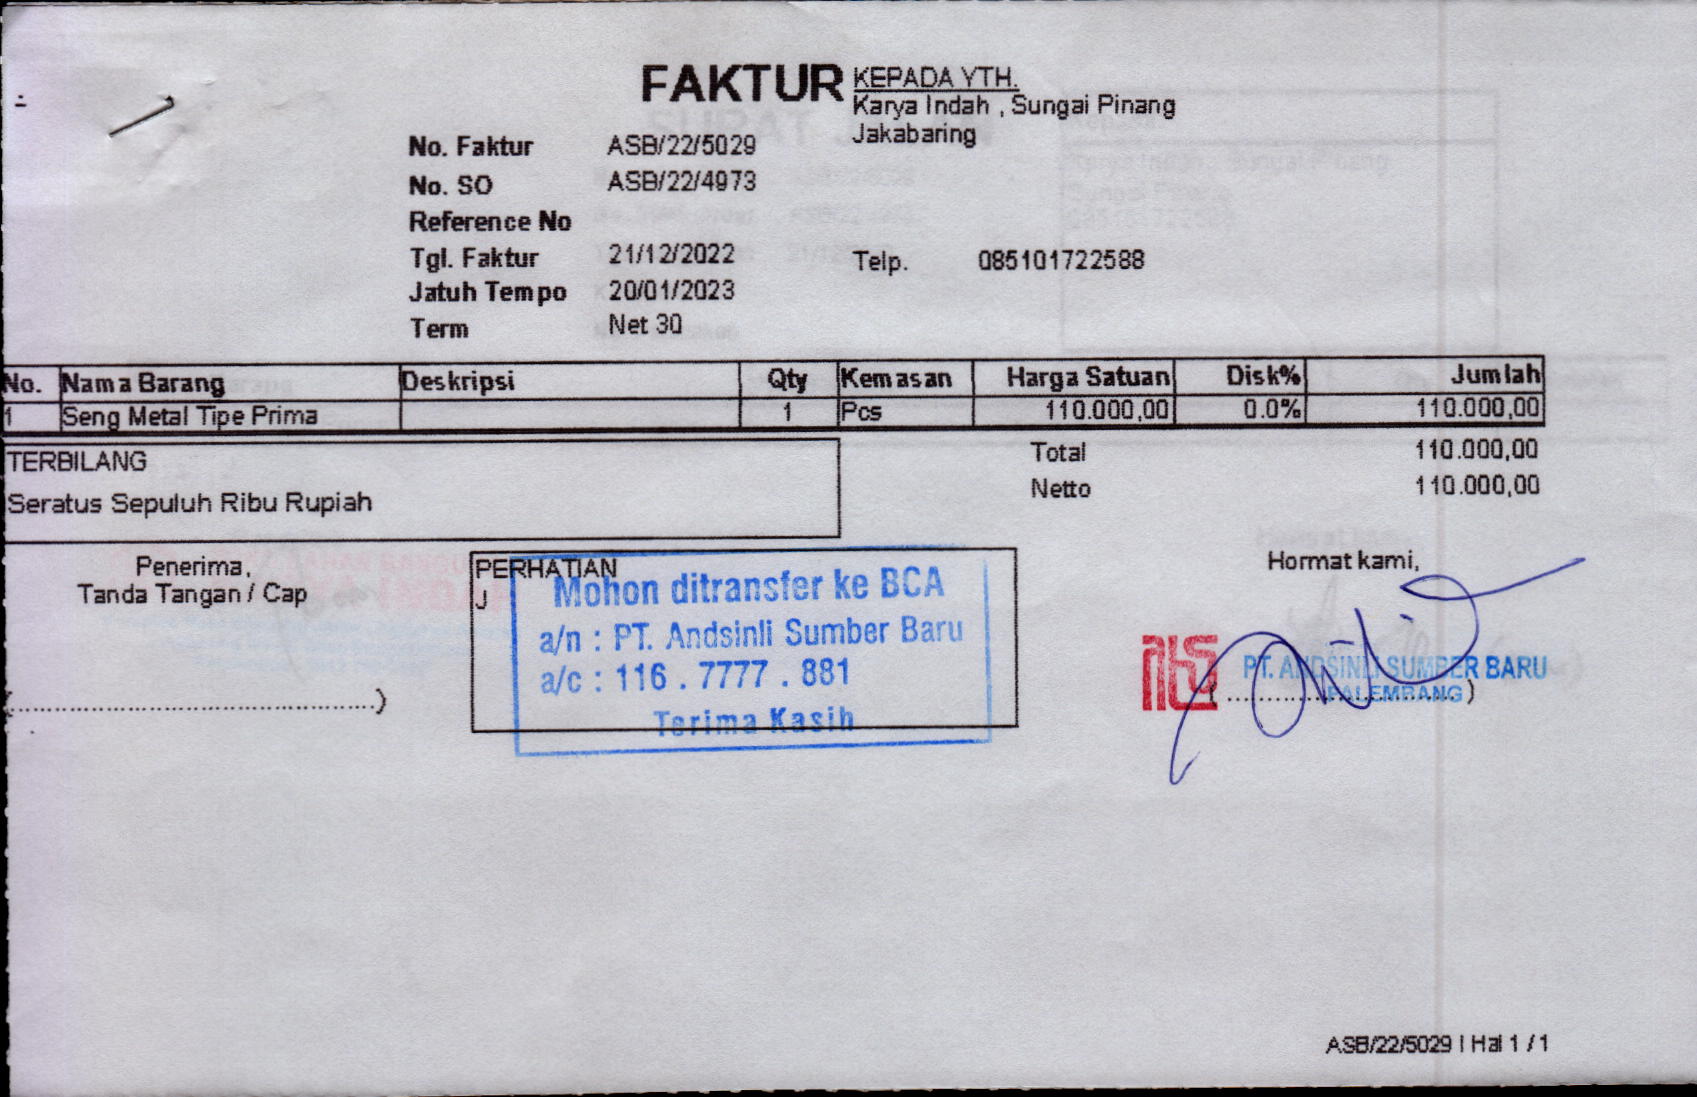 FAKTUR
KEPADA YTH.
Karya Indah , Sungai Pinang
Jakabaring
No. Faktur ASB/22/5029
No. SO ASB/22/4973
Reference No
Tgl. Faktur 21/12/2022
Telp. 085101722588
Jatuh Tempo 20/01/2023
Term Net 30
No. Nama Barang Deskripsi Qty Kemasan Harga Satuan Disk% Jumlah
1 Seng Metal Tipe Prima 1 Pcs 110.000,00 0.0% 110.000,00
TERBILANG
Seratus Sepuluh Ribu Rupiah
Total 110.000,00
Netto 110.000,00
Penerima,
Tanda Tangan / Cap
(..........................................................)
PERHATIAN
J
Mohon ditransfer ke BCA
a/n : PT. Andsinli Sumber Baru
a/c : 116 . 7777 . 881
Terima Kasih
Hormat kami,
PT. ANDSINLI SUMBER BARU
PALEMBANG
(....................................)
ASB/22/5029 | Hal 1 / 1